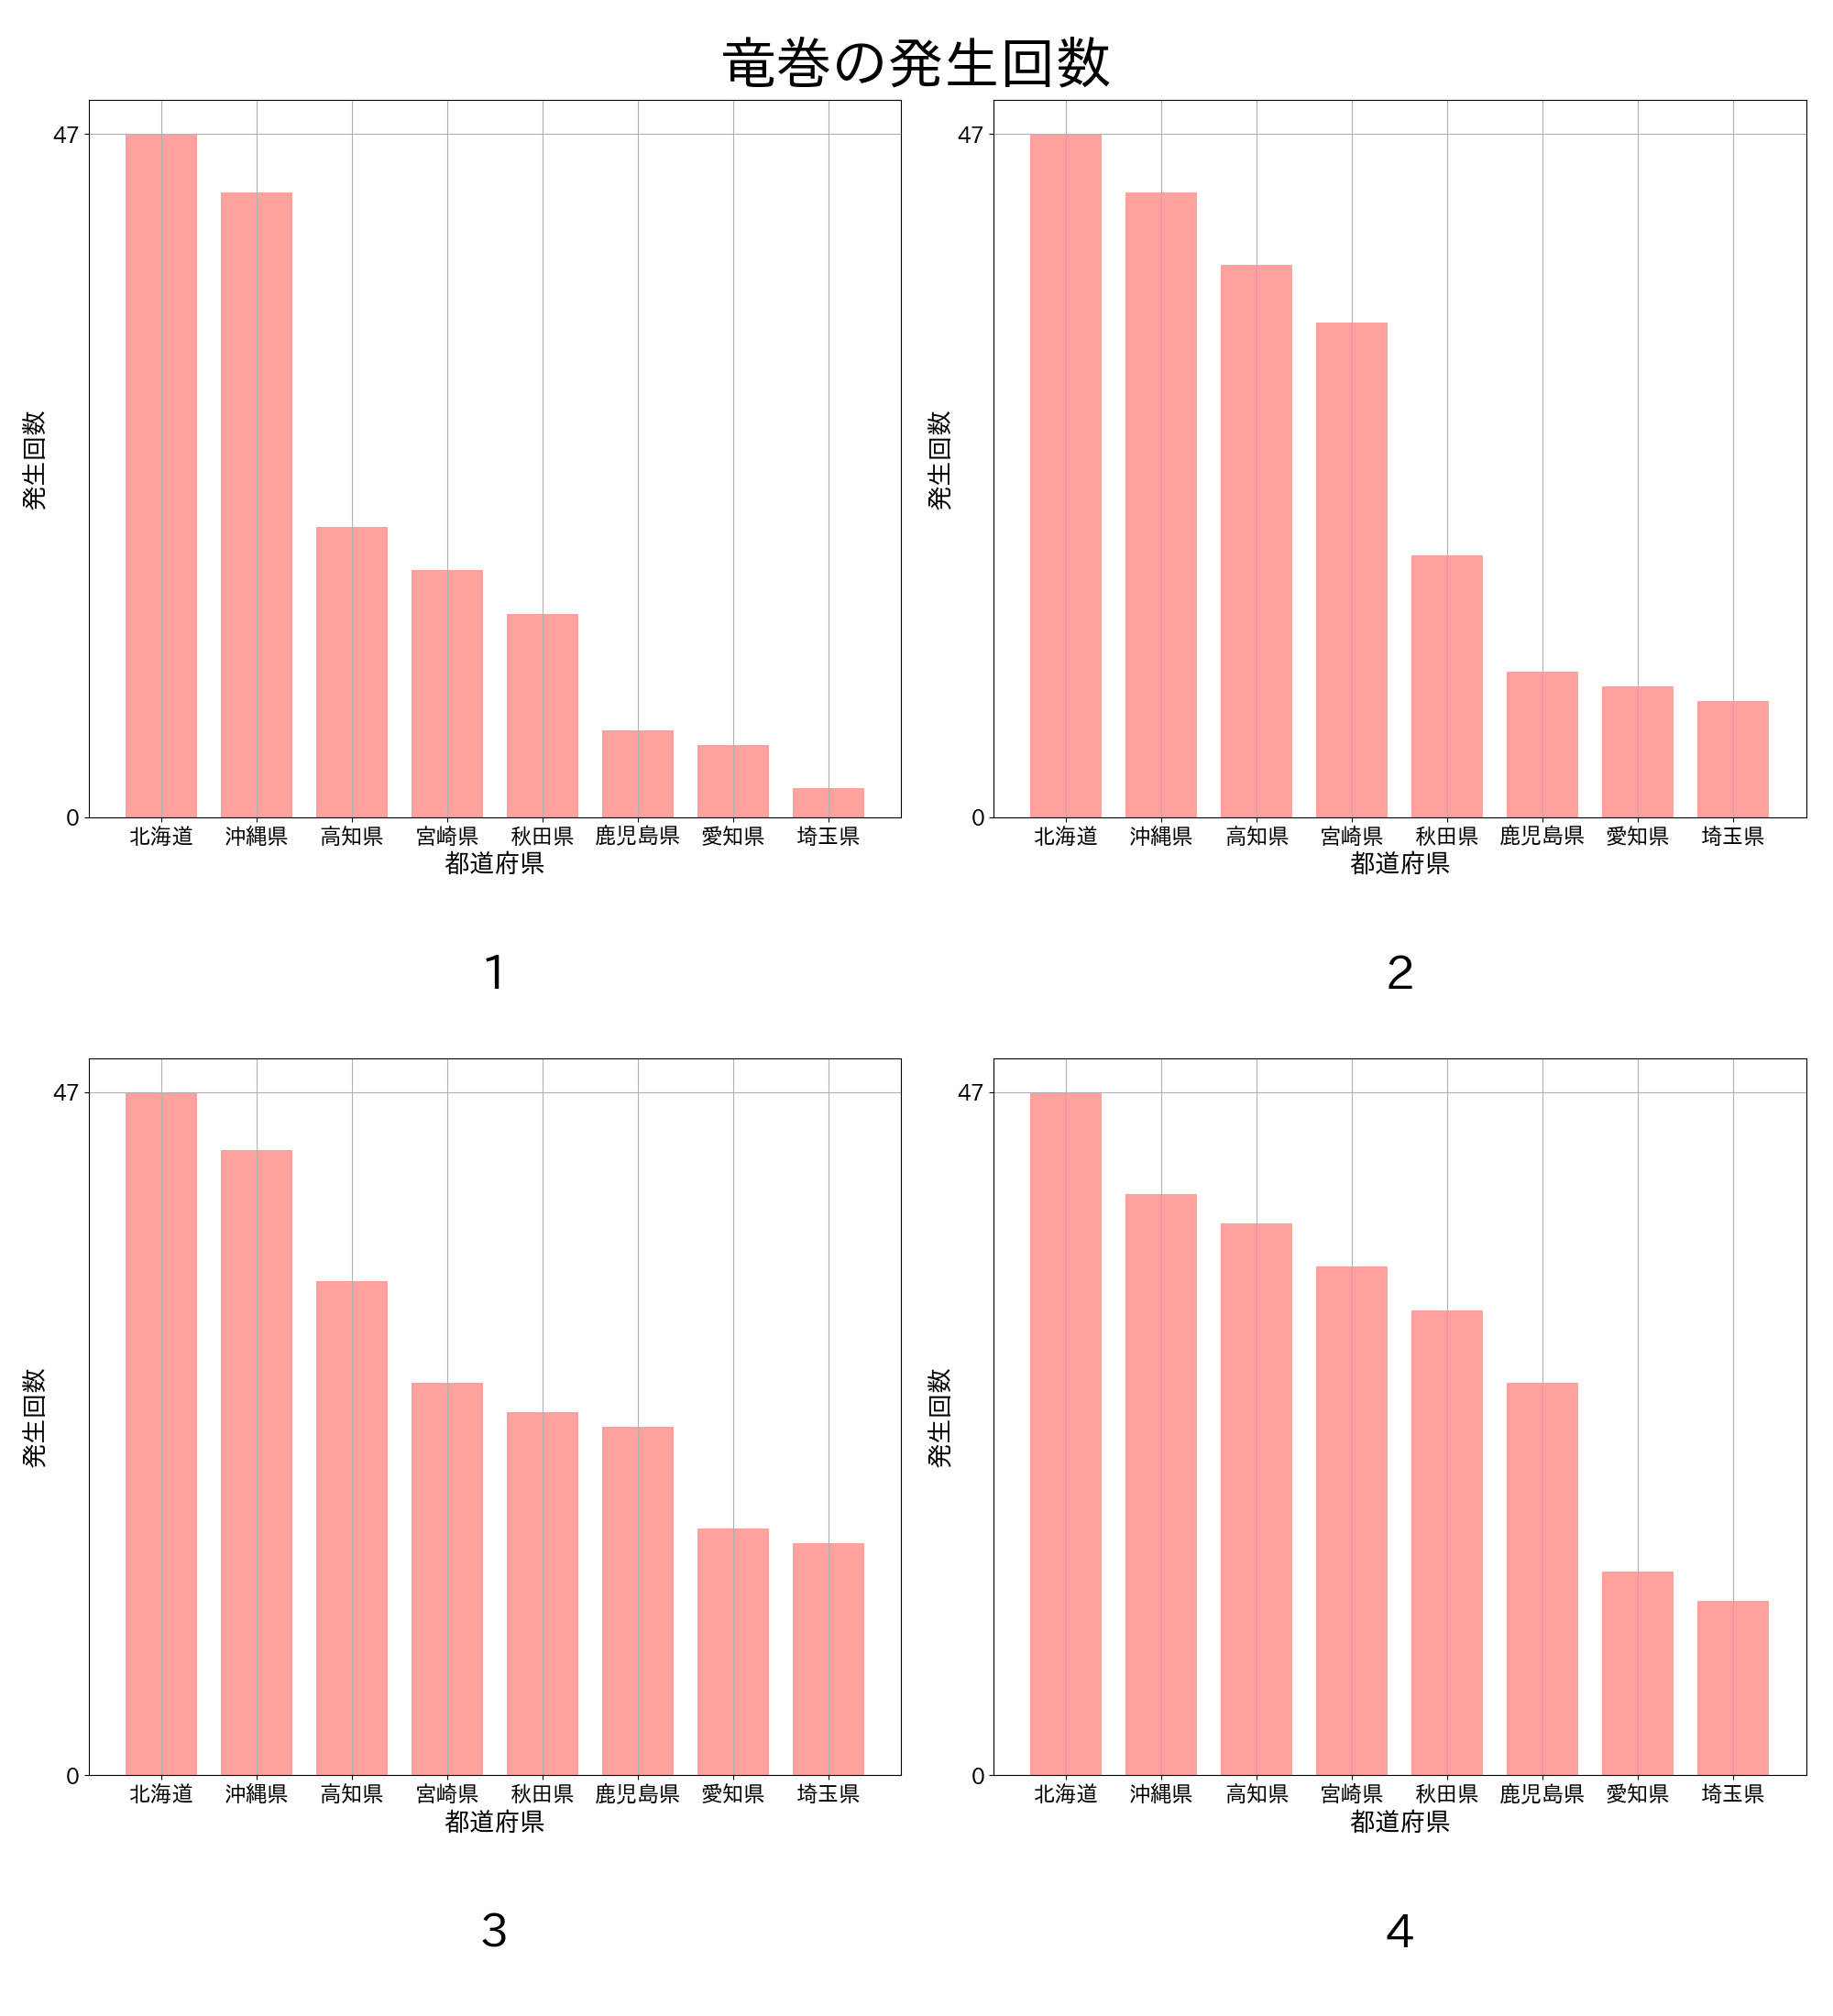 竜巻の発生回数
47
発生回数
0
北海道 沖縄県 高知県 宮崎県 秋田県 鹿児島県 愛知県 埼玉県
都道府県
1
47
発生回数
0
北海道 沖縄県 高知県 宮崎県 秋田県 鹿児島県 愛知県 埼玉県
都道府県
2
47
発生回数
0
北海道 沖縄県 高知県 宮崎県 秋田県 鹿児島県 愛知県 埼玉県
都道府県
3
47
発生回数
0
北海道 沖縄県 高知県 宮崎県 秋田県 鹿児島県 愛知県 埼玉県
都道府県
4